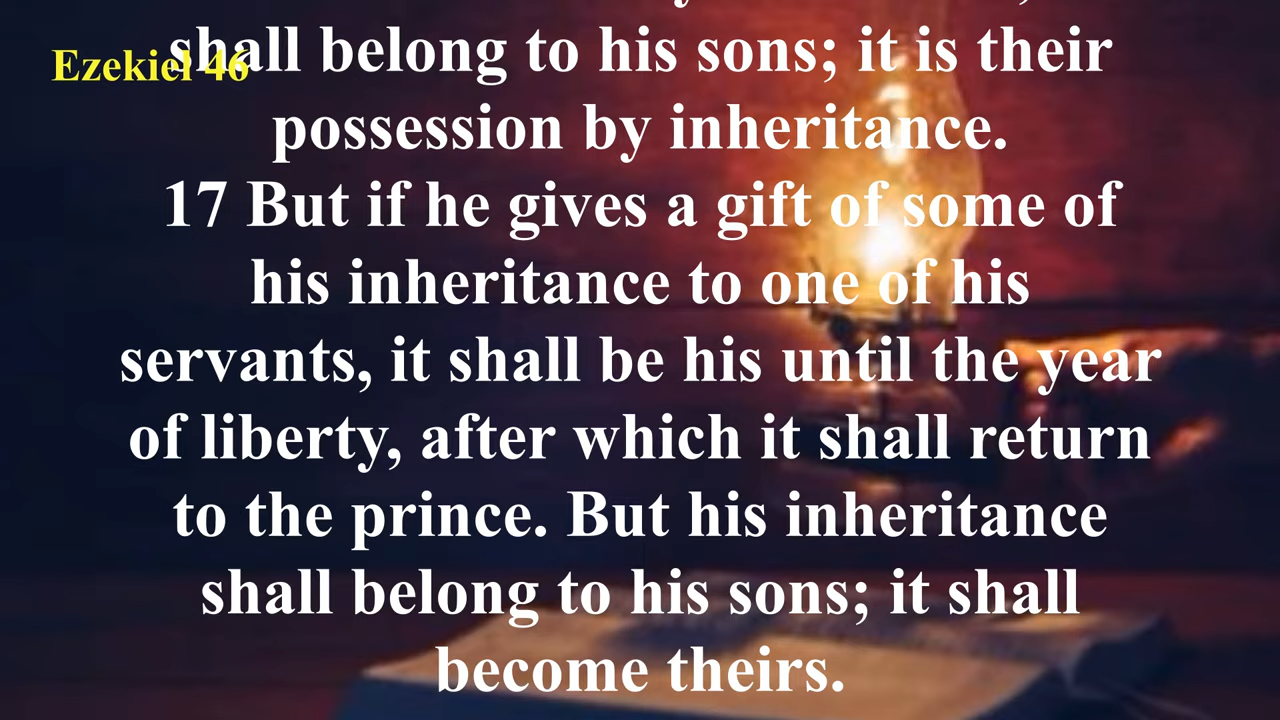 Ezekiel 46
shall belong to his sons; it is their
possession by inheritance.
17 But if he gives a gift of some of
his inheritance to one of his
servants, it shall be his until the year
of liberty, after which it shall return
to the prince. But his inheritance
shall belong to his sons; it shall
become theirs.